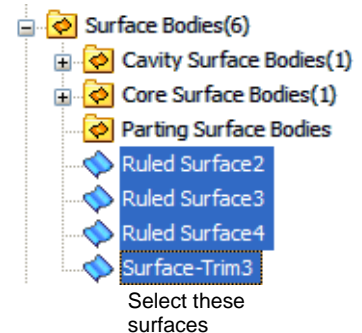 Surface Bodies(6)
Cavity Surface Bodies(1)
Core Surface Bodies(1)
Parting Surface Bodies
Ruled Surface2
Ruled Surface3
Ruled Surface4
Surface-Trim3
Select these
surfaces